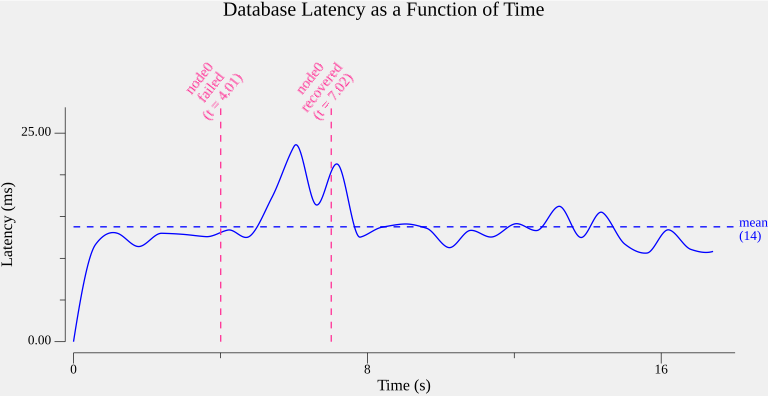 Database Latency as a Function of Time
node0
failed
(t = 4.01)
node0
recovered
(t = 7.02)
25.00
0.00
Latency (ms)
mean
(14)
0
8
16
Time (s)